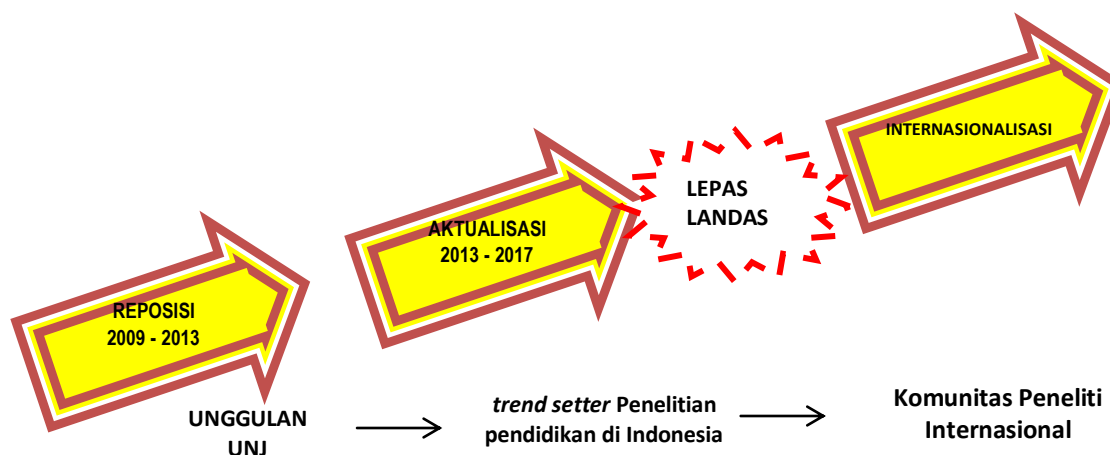 REPOSISI
2009 - 2013
AKTUALISASI
2013 - 2017
LEPAS
LANDAS
INTERNASIONALISASI
UNGGULAN
UNJ
trend setter Penelitian
pendidikan di Indonesia
Komunitas Peneliti
Internasional